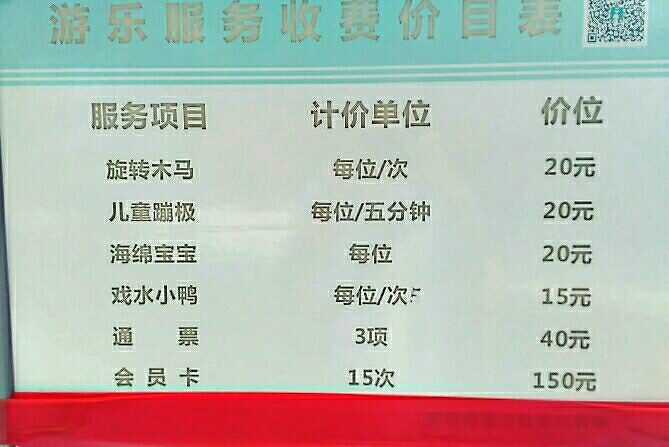 游乐服务收费价目表
服务项目 计价单位 价位
旋转木马 每位/次 20元
儿童蹦极 每位/五分钟 20元
海绵宝宝 每位 20元
戏水小鸭 每位/次 15元
通 票 3项 40元
会员卡 15次 150元